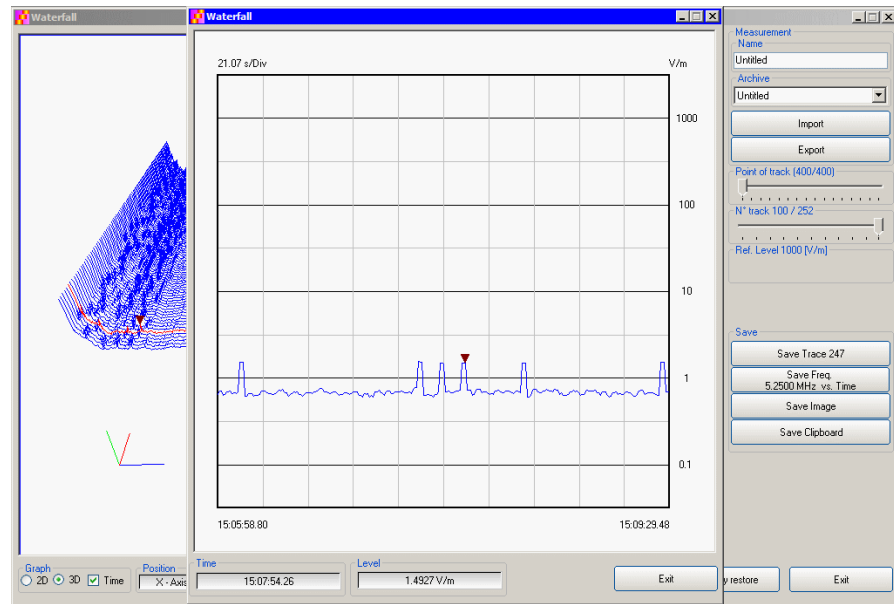 Waterfall
Waterfall
21.07 s/Div
V/m
1000
100
10
1
0.1
15:05:58.80
15:09:29.48
Time
15:07:54.26
Level
1.4927 V/m
Exit
Graph
2D
3D
Time
Position
X - Axis
Measurement
Name
Untitled
Archive
Untitled
Import
Export
Point of track (400/400)
N° track 100 / 252
Ref. Level 1000 [V/m]
Save
Save Trace 247
Save Freq.
5.2500 MHz vs. Time
Save Image
Save Clipboard
y restore
Exit